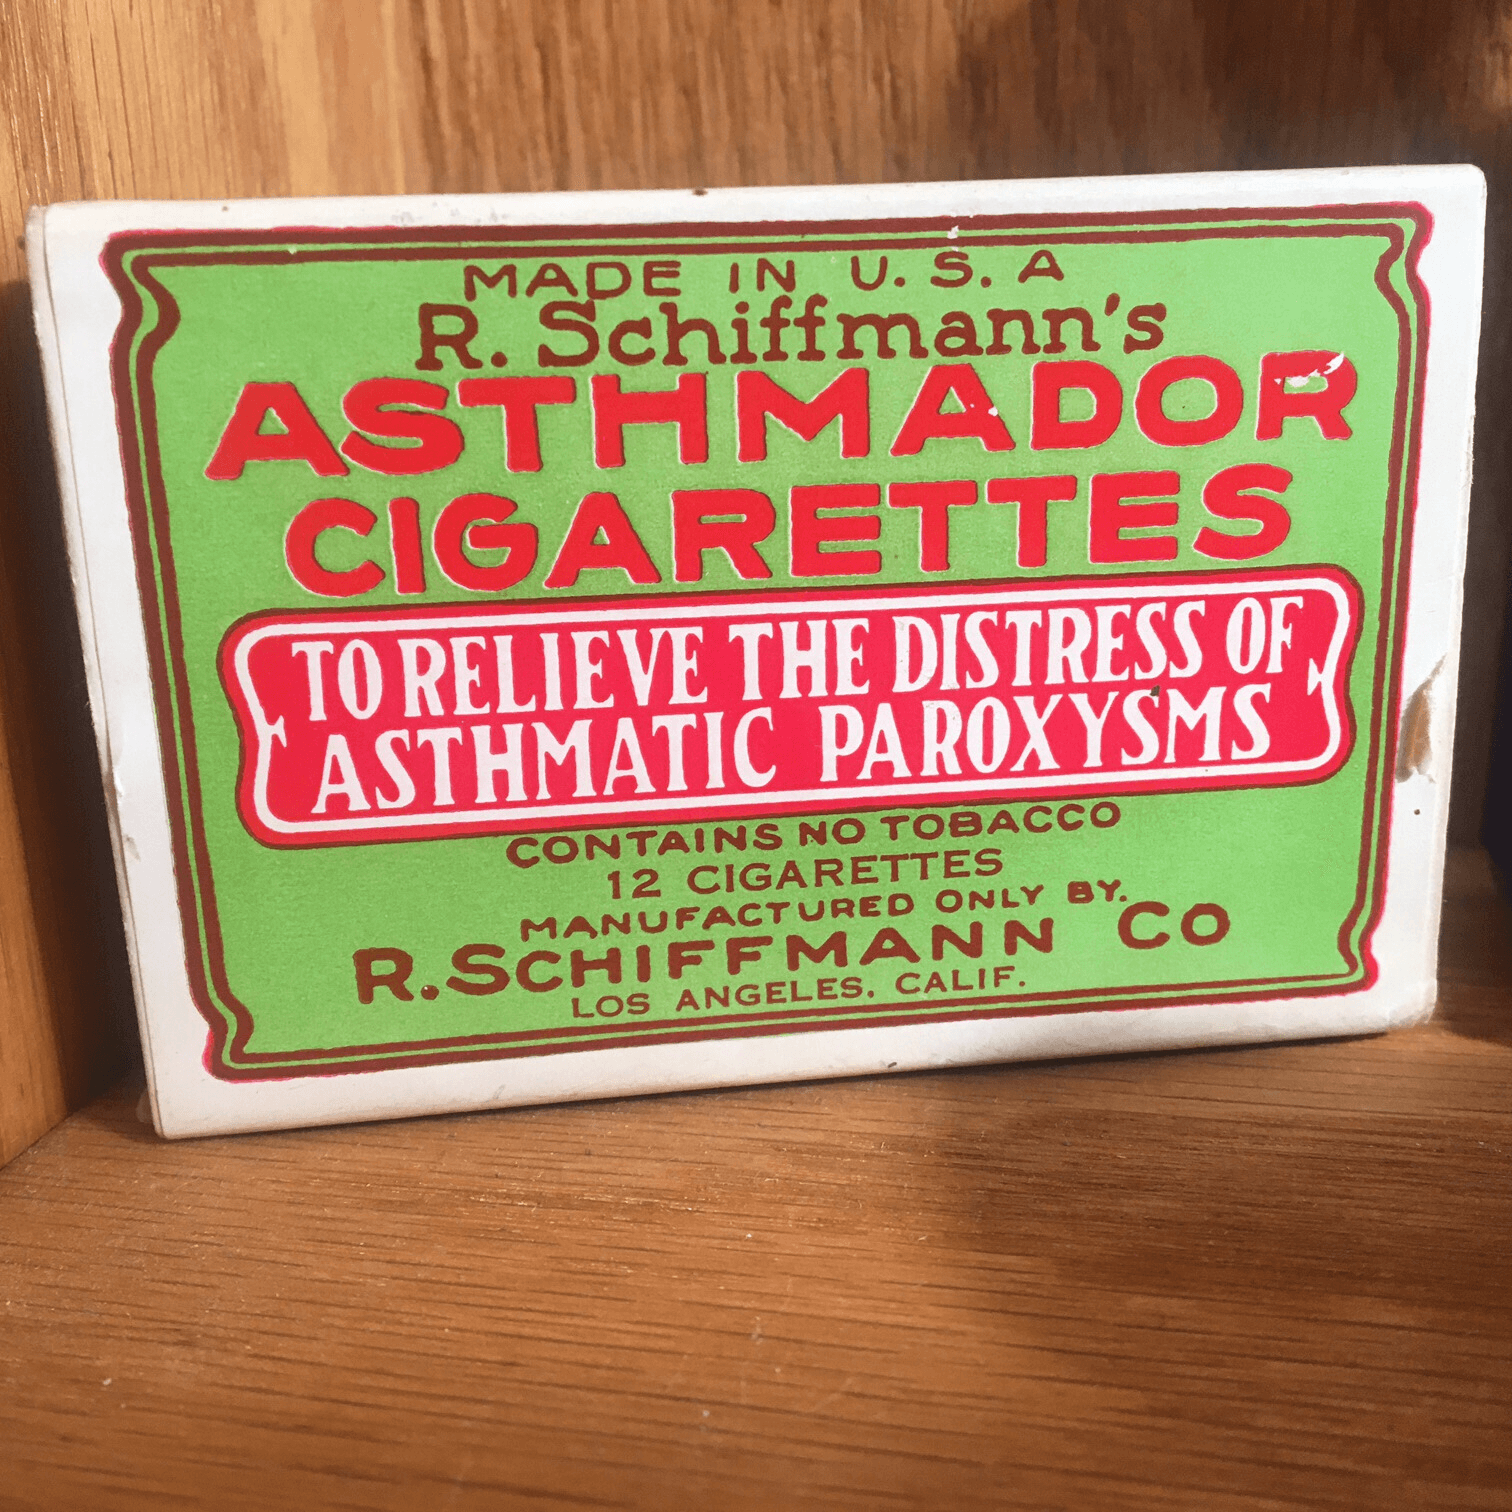 MADE IN U.S.A
R. Schiffmann's
ASTHMADOR
CIGARETTES
TO RELIEVE THE DISTRESS OF
ASTHMATIC PAROXYSMS
CONTAINS NO TOBACCO
12 CIGARETTES
MANUFACTURED ONLY BY.
R. SCHIFFMANN CO
LOS ANGELES. CALIF.